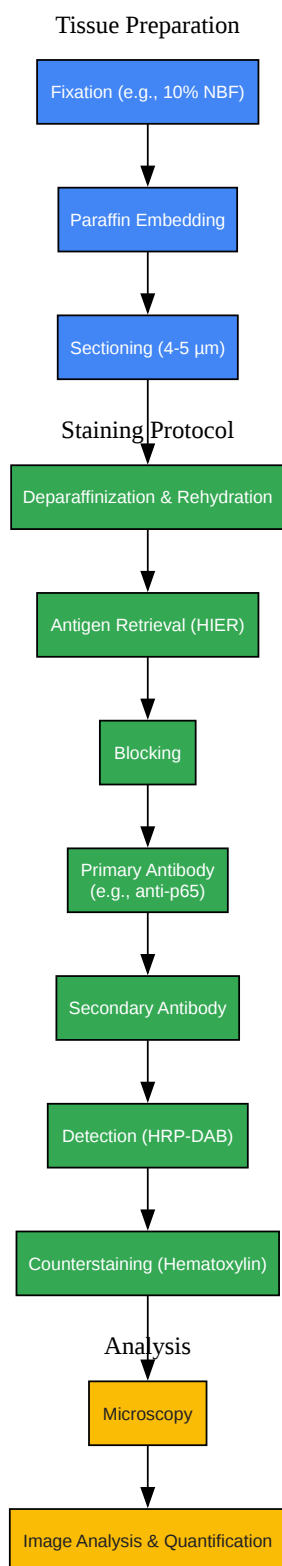 Tissue Preparation
Fixation (e.g., 10% NBF)
Paraffin Embedding
Sectioning (4-5 µm)
Staining Protocol
Deparaffinization & Rehydration
Antigen Retrieval (HIER)
Blocking
Primary Antibody
(e.g., anti-p65)
Secondary Antibody
Detection (HRP-DAB)
Counterstaining (Hematoxylin)
Analysis
Microscopy
Image Analysis & Quantification